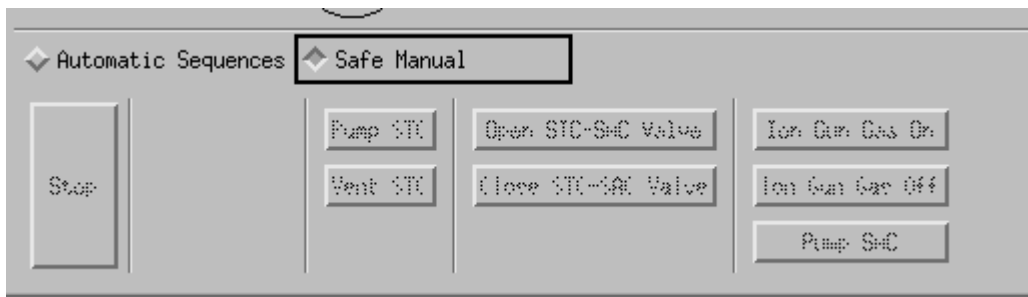 Automatic Sequences Safe Manual
Stop
Pump STC
Vent STC
Open STC-SAC Valve
Close STC-SAC Valve
Ion Gun Gas On
Ion Gun Gas Off
Pump SAC